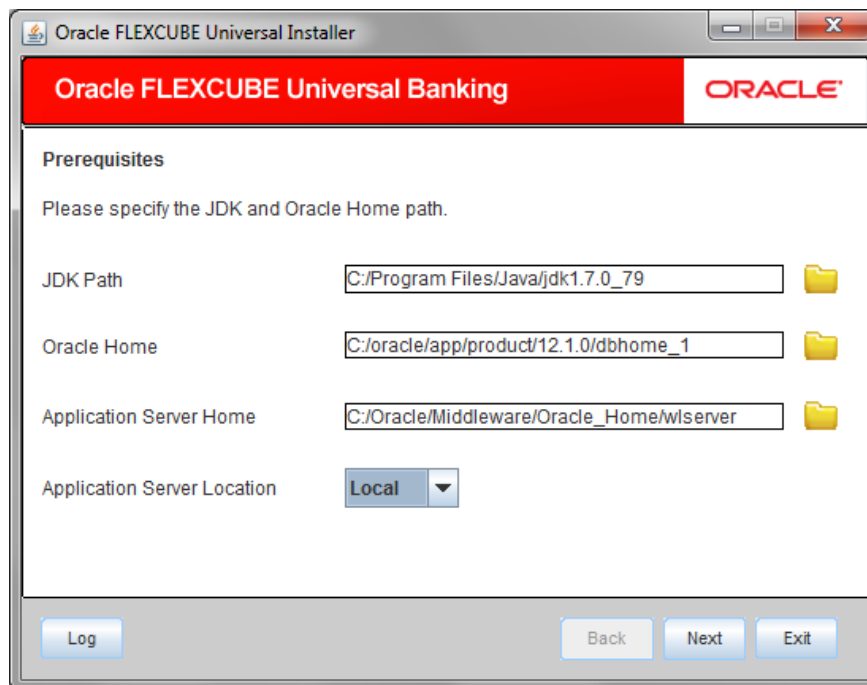 Oracle FLEXCUBE Universal Installer
Oracle FLEXCUBE Universal Banking
ORACLE
Prerequisites
Please specify the JDK and Oracle Home path.
JDK Path C:/Program Files/Java/jdk1.7.0_79
Oracle Home C:/oracle/app/product/12.1.0/dbhome_1
Application Server Home C:/Oracle/Middleware/Oracle_Home/wlserver
Application Server Location Local
Log Back Next Exit